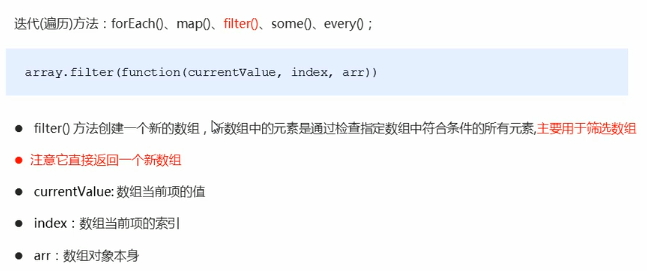 迭代(遍历)方法：forEach()、map()、filter()、some()、every()；
array.filter(function(currentValue, index, arr))
● filter() 方法创建一个新的数组，新数组中的元素是通过检查指定数组中符合条件的所有元素,主要用于筛选数组
● 注意它直接返回一个新数组
● currentValue: 数组当前项的值
● index：数组当前项的索引
● arr：数组对象本身